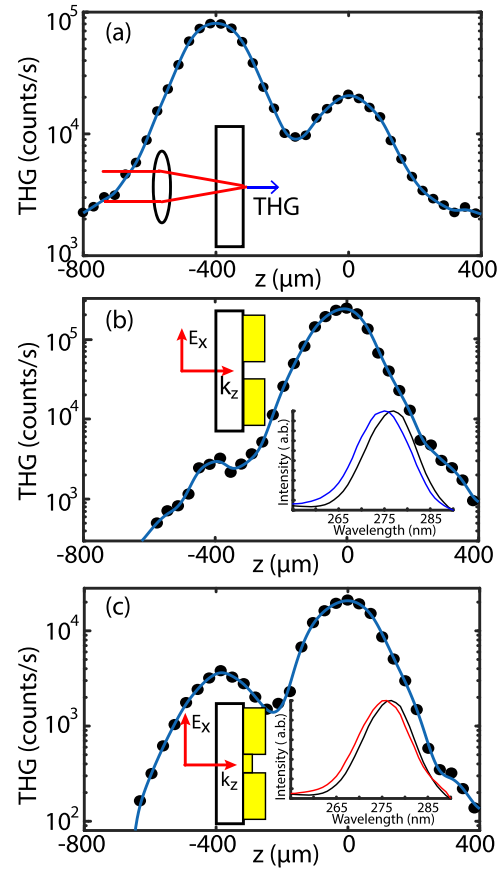 (a)
THG (counts/s)
10^5
10^4
10^3
THG
-800 -400 0 400
z (µm)
(b)
THG (counts/s)
10^5
10^4
10^3
E_x
k_z
Intensity ( a.b.)
265 275 285
Wavelength (nm)
-800 -400 0 400
z (µm)
(c)
THG (counts/s)
10^4
10^3
10^2
E_x
k_z
Intensity ( a.b.)
265 275 285
Wavelength (nm)
-800 -400 0 400
z (µm)